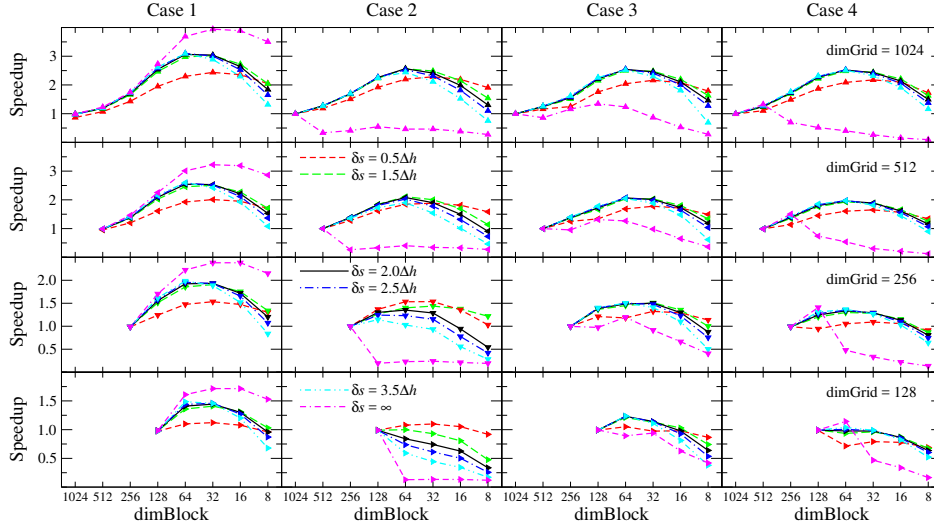 Case 1 Case 2 Case 3 Case 4
Speedup
4
3
2
1
dimGrid = 1024
Speedup
3
2
1
δs = 0.5Δh
δs = 1.5Δh
dimGrid = 512
Speedup
2.0
1.5
1.0
0.5
δs = 2.0Δh
δs = 2.5Δh
dimGrid = 256
Speedup
1.5
1.0
0.5
δs = 3.5Δh
δs = ∞
dimGrid = 128
1024 512 256 128 64 32 16 8 1024 512 256 128 64 32 16 8 1024 512 256 128 64 32 16 8 1024 512 256 128 64 32 16 8
dimBlock dimBlock dimBlock dimBlock